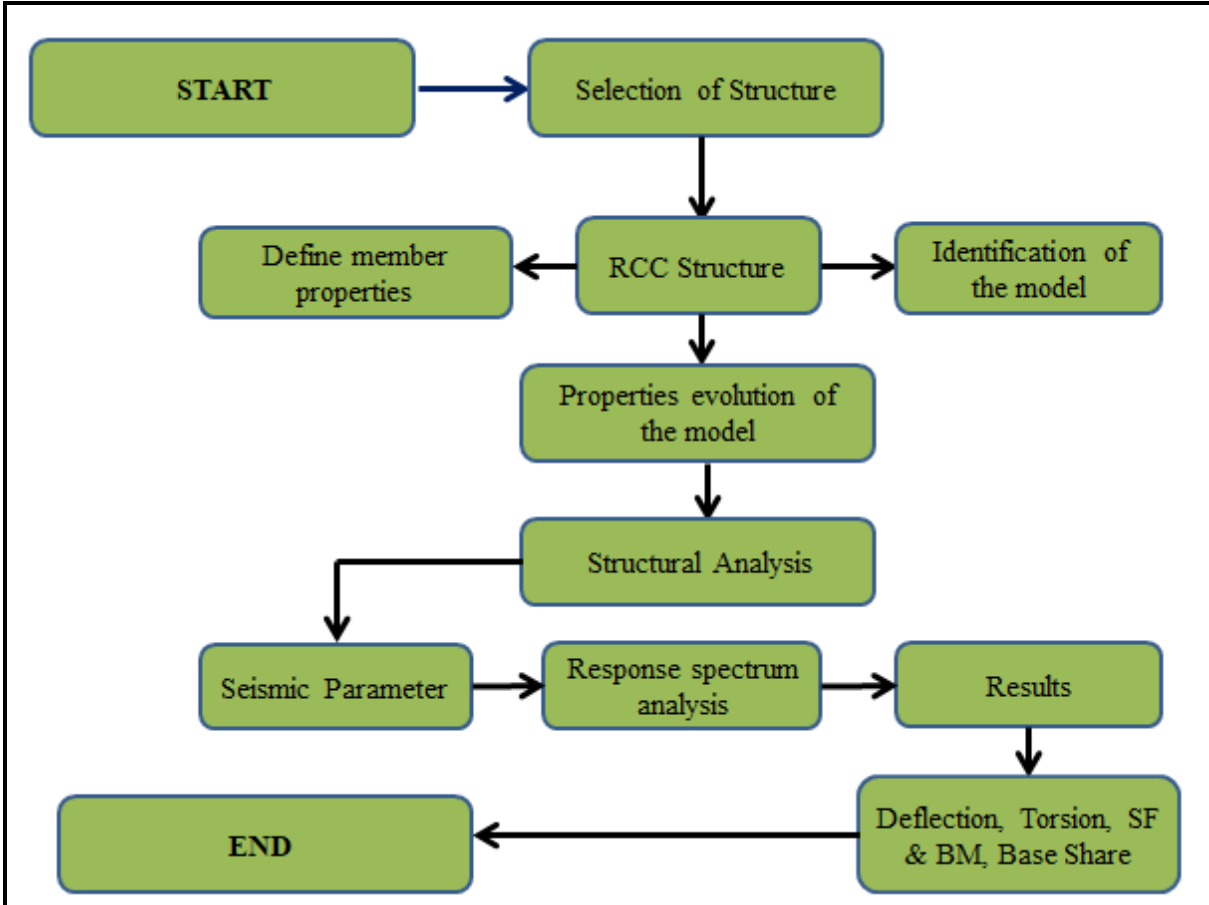 START
Selection of Structure
Define member
properties
RCC Structure
Identification of
the model
Properties evolution of
the model
Structural Analysis
Seismic Parameter
Response spectrum
analysis
Results
Deflection, Torsion, SF
& BM, Base Share
END